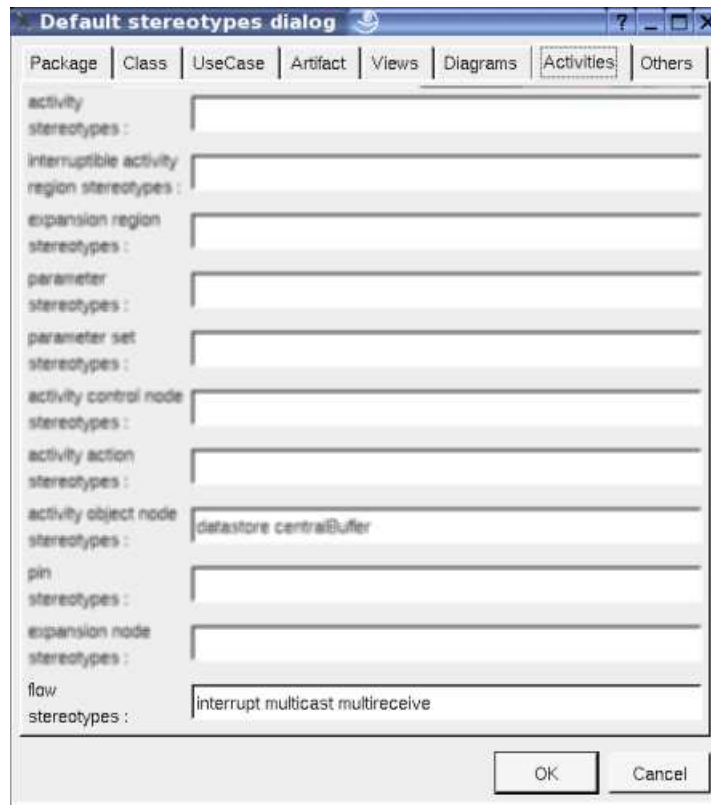 Default stereotypes dialog
Package Class UseCase Artifact Views Diagrams Activities Others
activity
stereotypes :
interruptible activity
region stereotypes :
expansion region
stereotypes :
parameter
stereotypes :
parameter set
stereotypes :
activity control node
stereotypes :
activity action
stereotypes :
activity object node
stereotypes :
datastore centralBuffer
pin
stereotypes :
expansion node
stereotypes :
flow
stereotypes :
interrupt multicast multireceive
OK Cancel